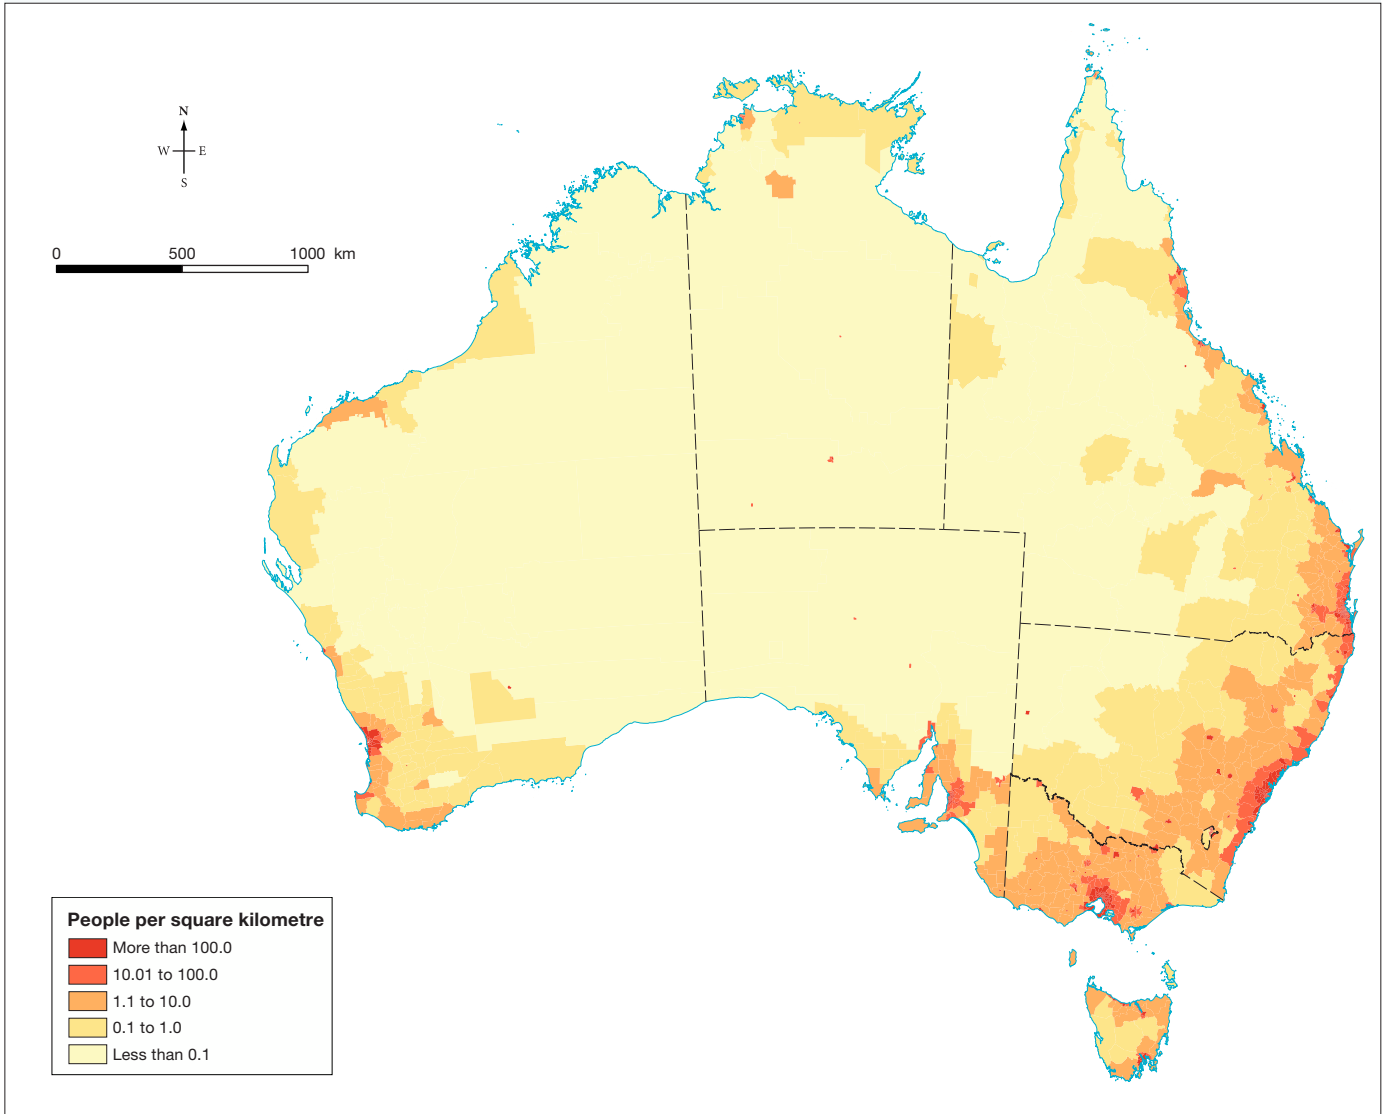 N
W E
S
0 500 1000 km
People per square kilometre
More than 100.0
10.01 to 100.0
1.1 to 10.0
0.1 to 1.0
Less than 0.1